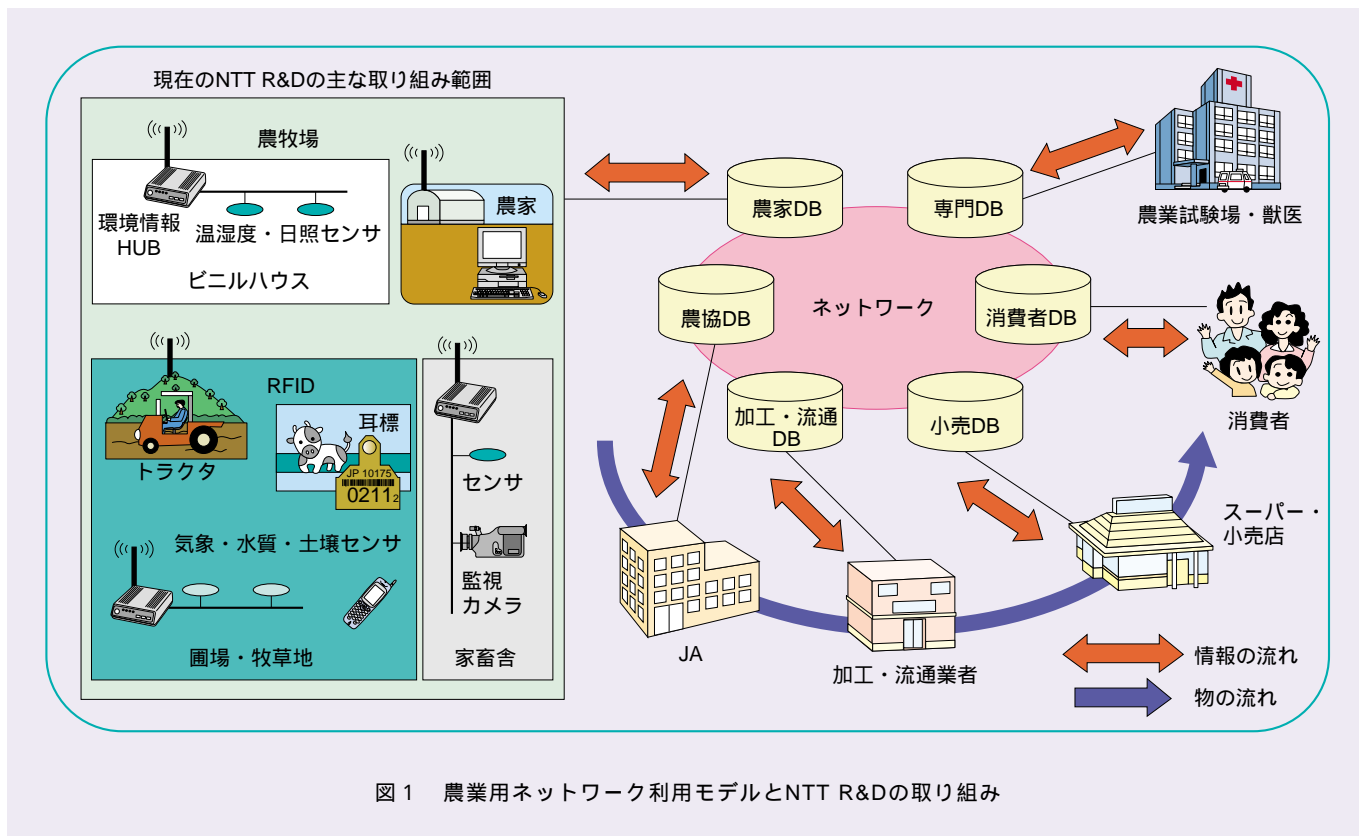 現在のNTT R&Dの主な取り組み範囲
農牧場
環境情報
HUB
温湿度・日照センサ
ビニルハウス
農家
RFID
耳標
JP 10175
0211₂
トラクタ
気象・水質・土壌センサ
圃場・牧草地
センサ
監視
カメラ
家畜舎
農家DB
専門DB
農協DB
ネットワーク
消費者DB
加工・流通
DB
小売DB
農業試験場・獣医
消費者
スーパー・
小売店
JA
加工・流通業者
情報の流れ
物の流れ
図1 農業用ネットワーク利用モデルとNTT R&Dの取り組み